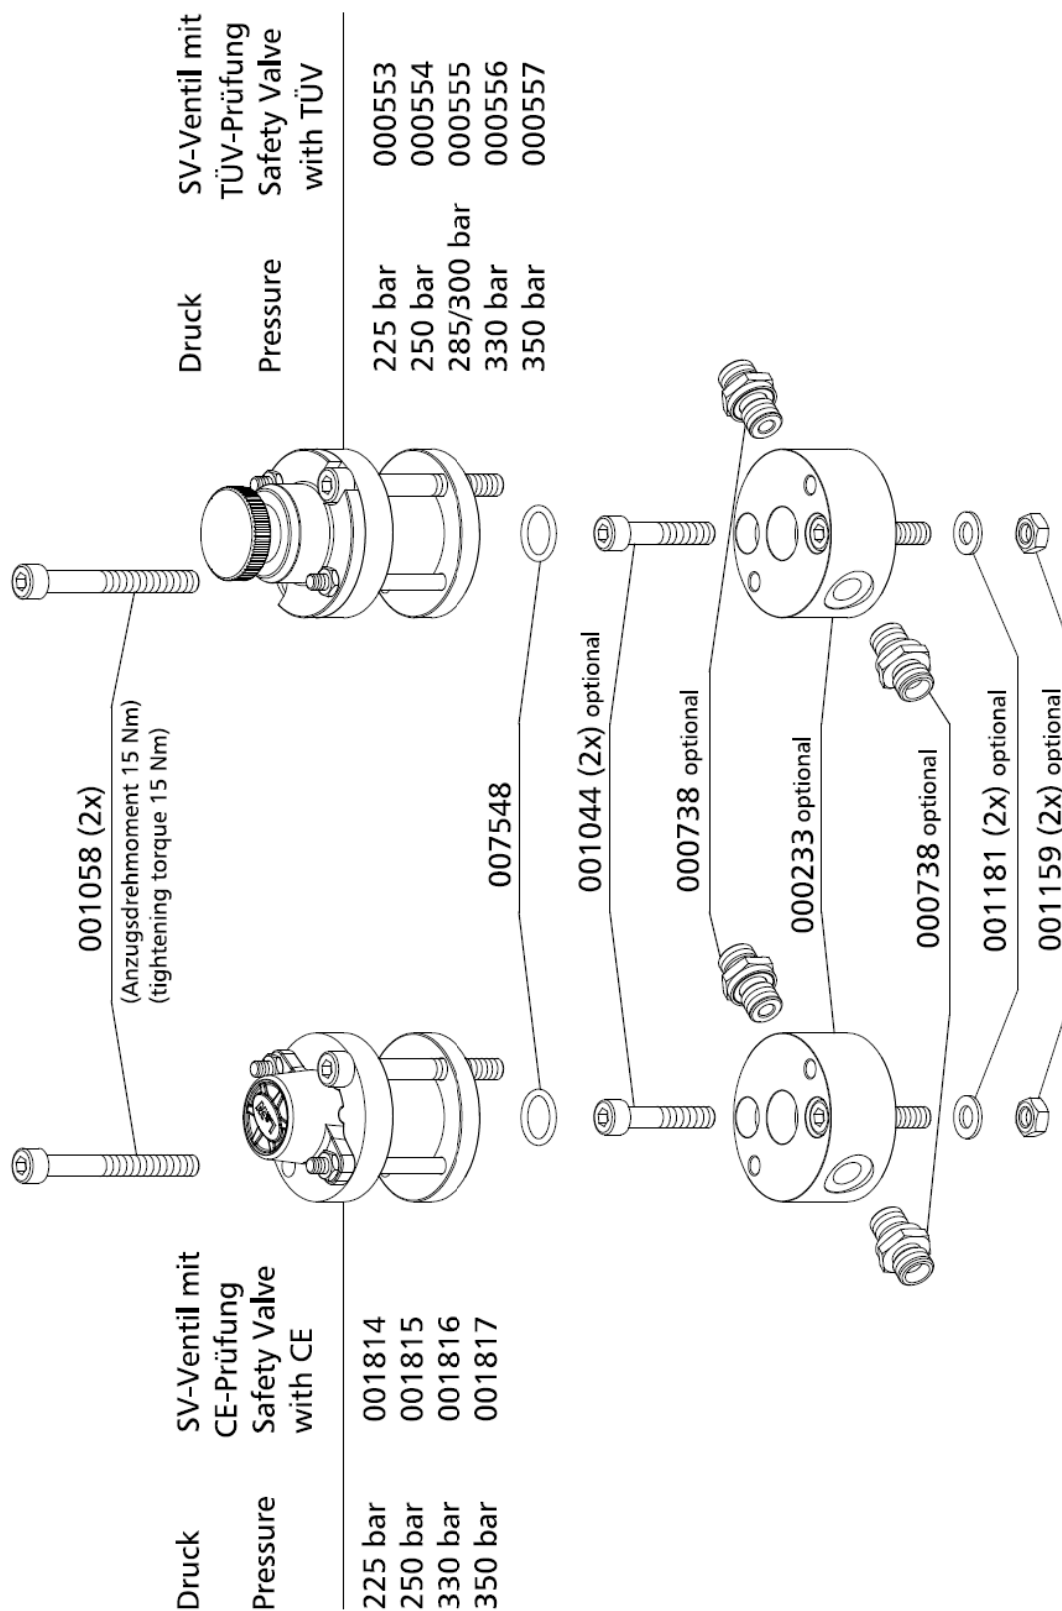 Druck SV-Ventil mit
CE-Prüfung
Pressure Safety Valve
with CE
225 bar 001814
250 bar 001815
330 bar 001816
350 bar 001817
001058 (2x)
(Anzugsdrehmoment 15 Nm)
(tightening torque 15 Nm)
007548
001044 (2x) optional
000738 optional
000233 optional
000738 optional
001181 (2x) optional
001159 (2x) optional
Druck SV-Ventil mit
TÜV-Prüfung
Pressure Safety Valve
with TÜV
225 bar 000553
250 bar 000554
285/300 bar 000555
330 bar 000556
350 bar 000557